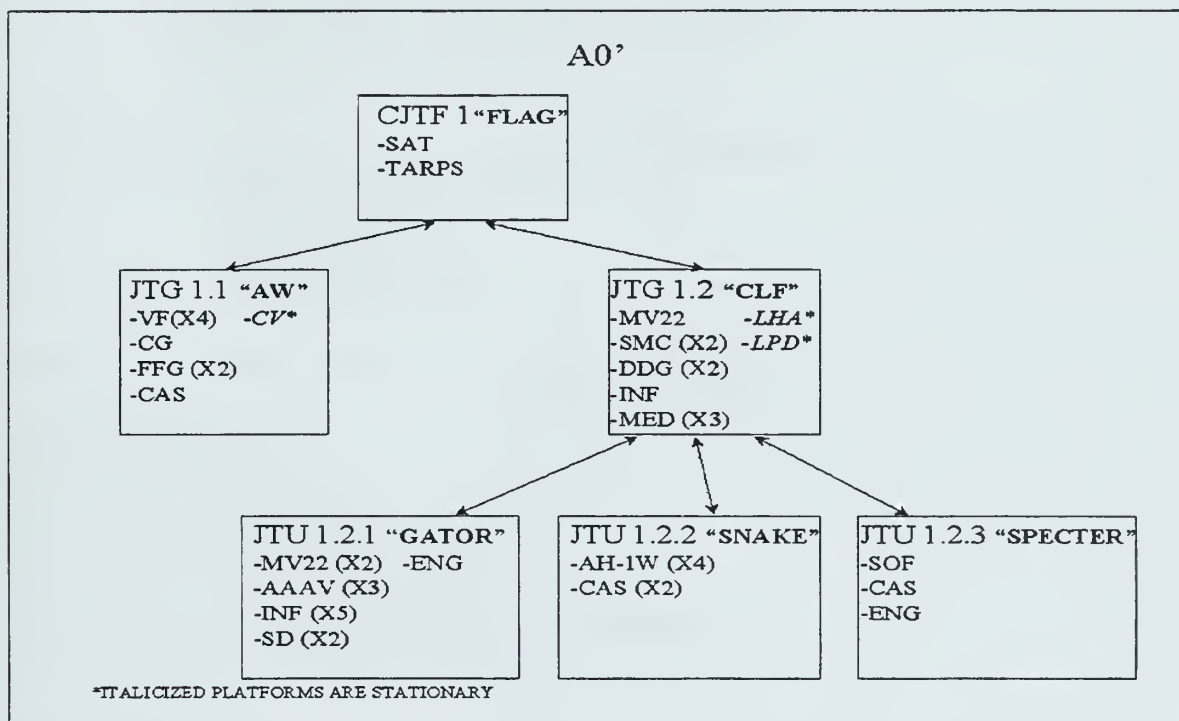 A0'
CJTF 1 "FLAG"
-SAT
-TARPS
JTG 1.1 "AW"
-VF(X4) -CV*
-CG
-FFG (X2)
-CAS
JTG 1.2 "CLF"
-MV22 -LHA*
-SMC (X2) -LPD*
-DDG (X2)
-INF
-MED (X3)
JTU 1.2.1 "GATOR"
-MV22 (X2) -ENG
-AAAV (X3)
-INF (X5)
-SD (X2)
JTU 1.2.2 "SNAKE"
-AH-1W (X4)
-CAS (X2)
JTU 1.2.3 "SPECTER"
-SOF
-CAS
-ENG
*ITALICIZED PLATFORMS ARE STATIONARY